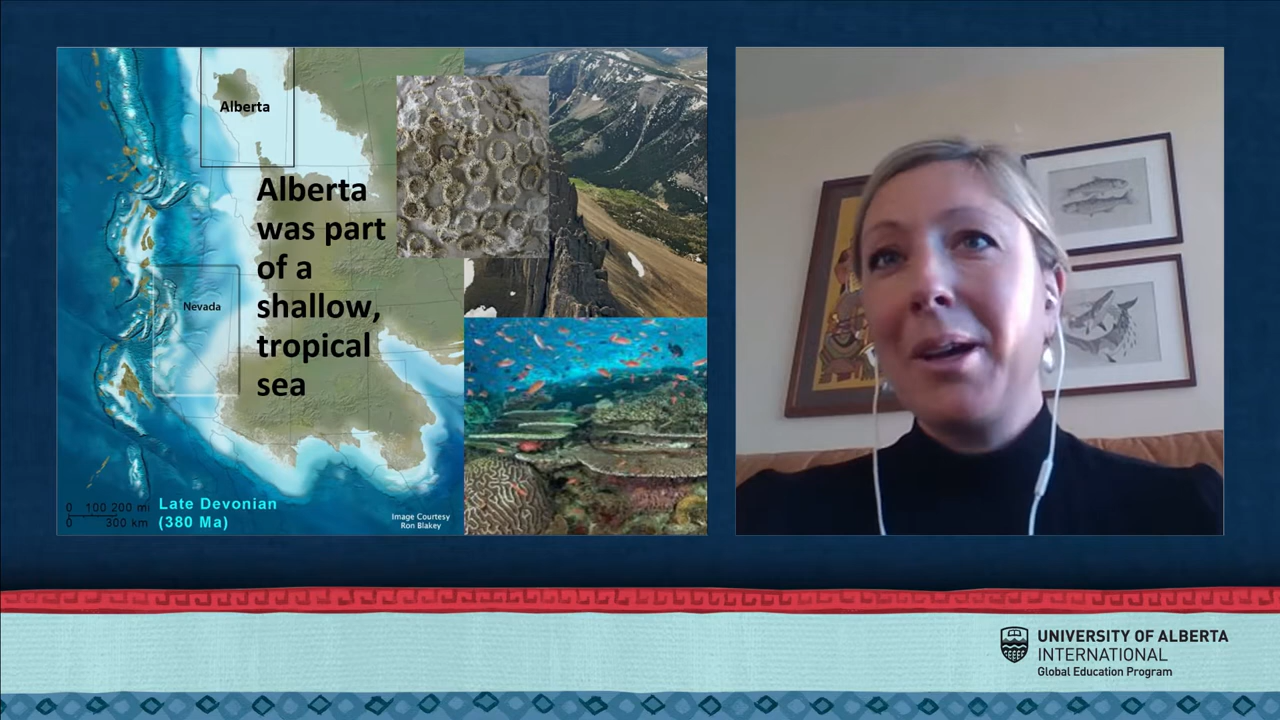 Alberta
Alberta
was part
of a
shallow,
tropical
sea
Nevada
Late Devonian
(380 Ma)
0 100 200 mi
0 300 km
Image Courtesy
Ron Blakey
UNIVERSITY OF ALBERTA
INTERNATIONAL
Global Education Program